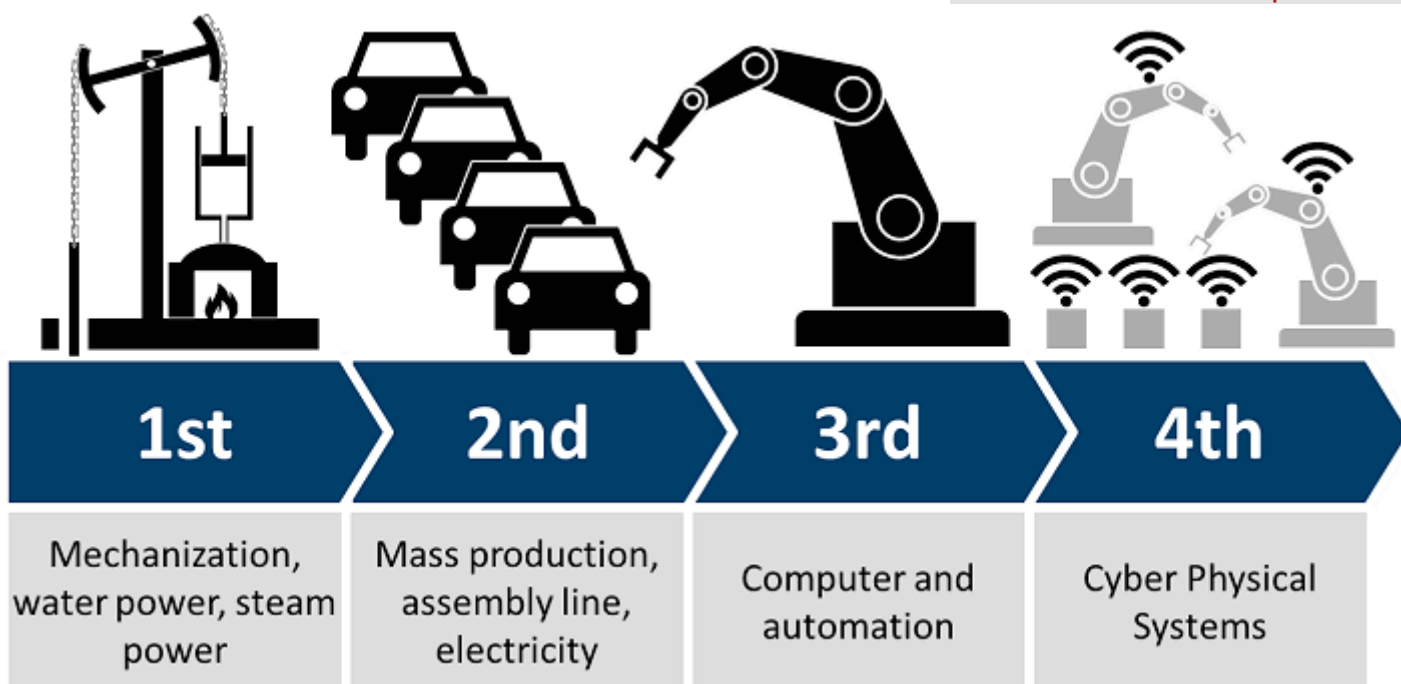 1st
2nd
3rd
4th
Mechanization,
water power, steam
power
Mass production,
assembly line,
electricity
Computer and
automation
Cyber Physical
Systems